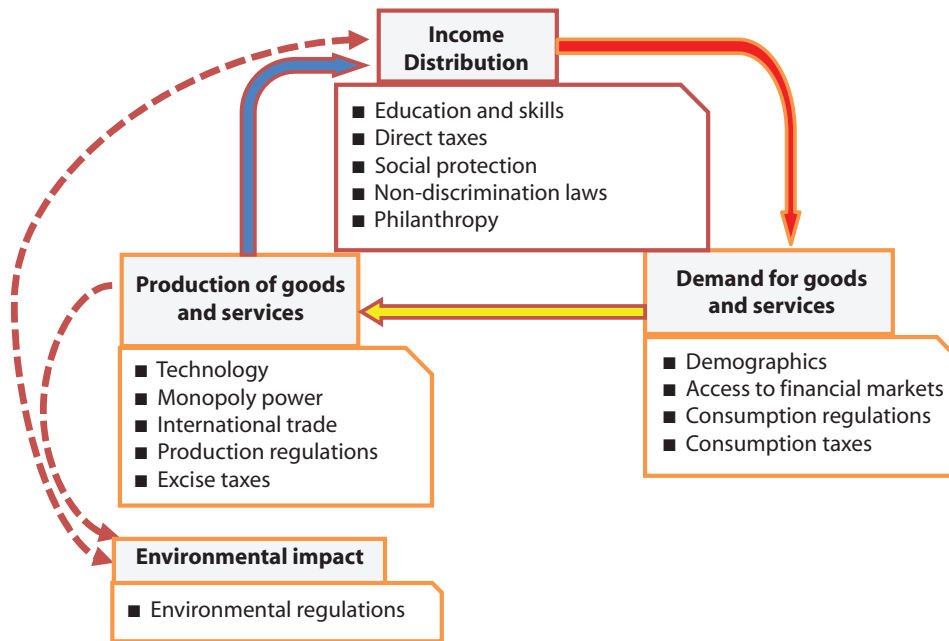 Income
Distribution
■ Education and skills
■ Direct taxes
■ Social protection
■ Non-discrimination laws
■ Philanthropy
Production of goods
and services
■ Technology
■ Monopoly power
■ International trade
■ Production regulations
■ Excise taxes
Demand for goods
and services
■ Demographics
■ Access to financial markets
■ Consumption regulations
■ Consumption taxes
Environmental impact
■ Environmental regulations